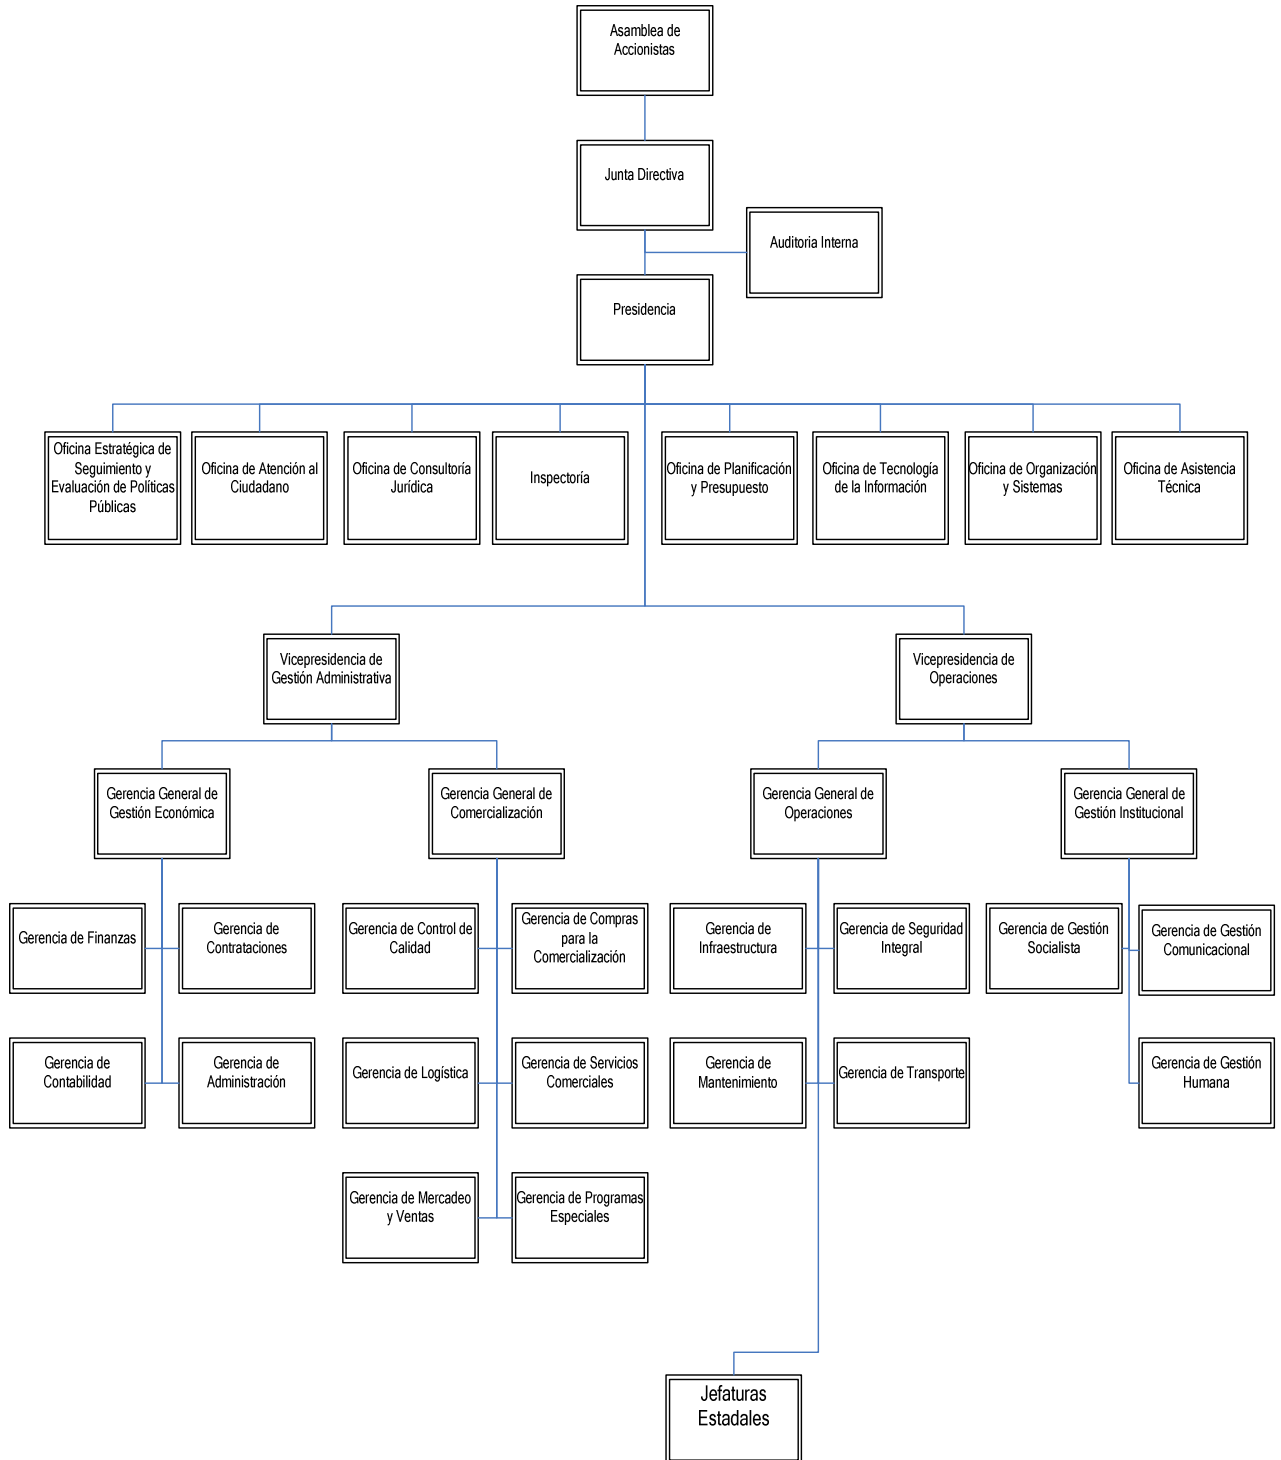 Asamblea de
Accionistas
Junta Directiva
Auditoria Interna
Presidencia
Oficina Estratégica de
Seguimiento y
Evaluación de Políticas
Públicas
Oficina de Atención al
Ciudadano
Oficina de Consultoría
Jurídica
Inspectoría
Oficina de Planificación
y Presupuesto
Oficina de Tecnología
de la Información
Oficina de Organización
y Sistemas
Oficina de Asistencia
Técnica
Vicepresidencia de
Gestión Administrativa
Vicepresidencia de
Operaciones
Gerencia General de
Gestión Económica
Gerencia General de
Comercialización
Gerencia General de
Operaciones
Gerencia General de
Gestión Institucional
Gerencia de Finanzas
Gerencia de
Contrataciones
Gerencia de Control de
Calidad
Gerencia de Compras
para la
Comercialización
Gerencia de
Infraestructura
Gerencia de Seguridad
Integral
Gerencia de Gestión
Socialista
Gerencia de Gestión
Comunicacional
Gerencia de
Contabilidad
Gerencia de
Administración
Gerencia de Logística
Gerencia de Servicios
Comerciales
Gerencia de
Mantenimiento
Gerencia de Transporte
Gerencia de Gestión
Humana
Gerencia de Mercadeo
y Ventas
Gerencia de Programas
Especiales
Jefaturas
Estadales